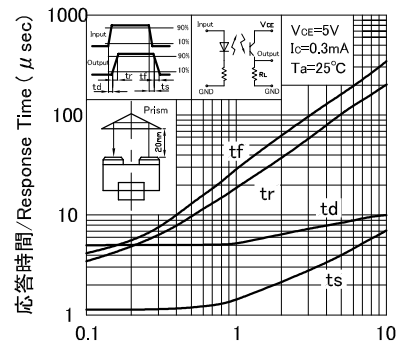 応答時間/Response Time (μsec)
1000
100
10
1
0.1
1
10
Input
90%
10%
Output
90%
10%
td
tr
tf
ts
Input
VCE
Output
RL
GND
GND
VCE=5V
IC=0.3mA
Ta=25℃
Prism
20mm
tf
tr
td
ts